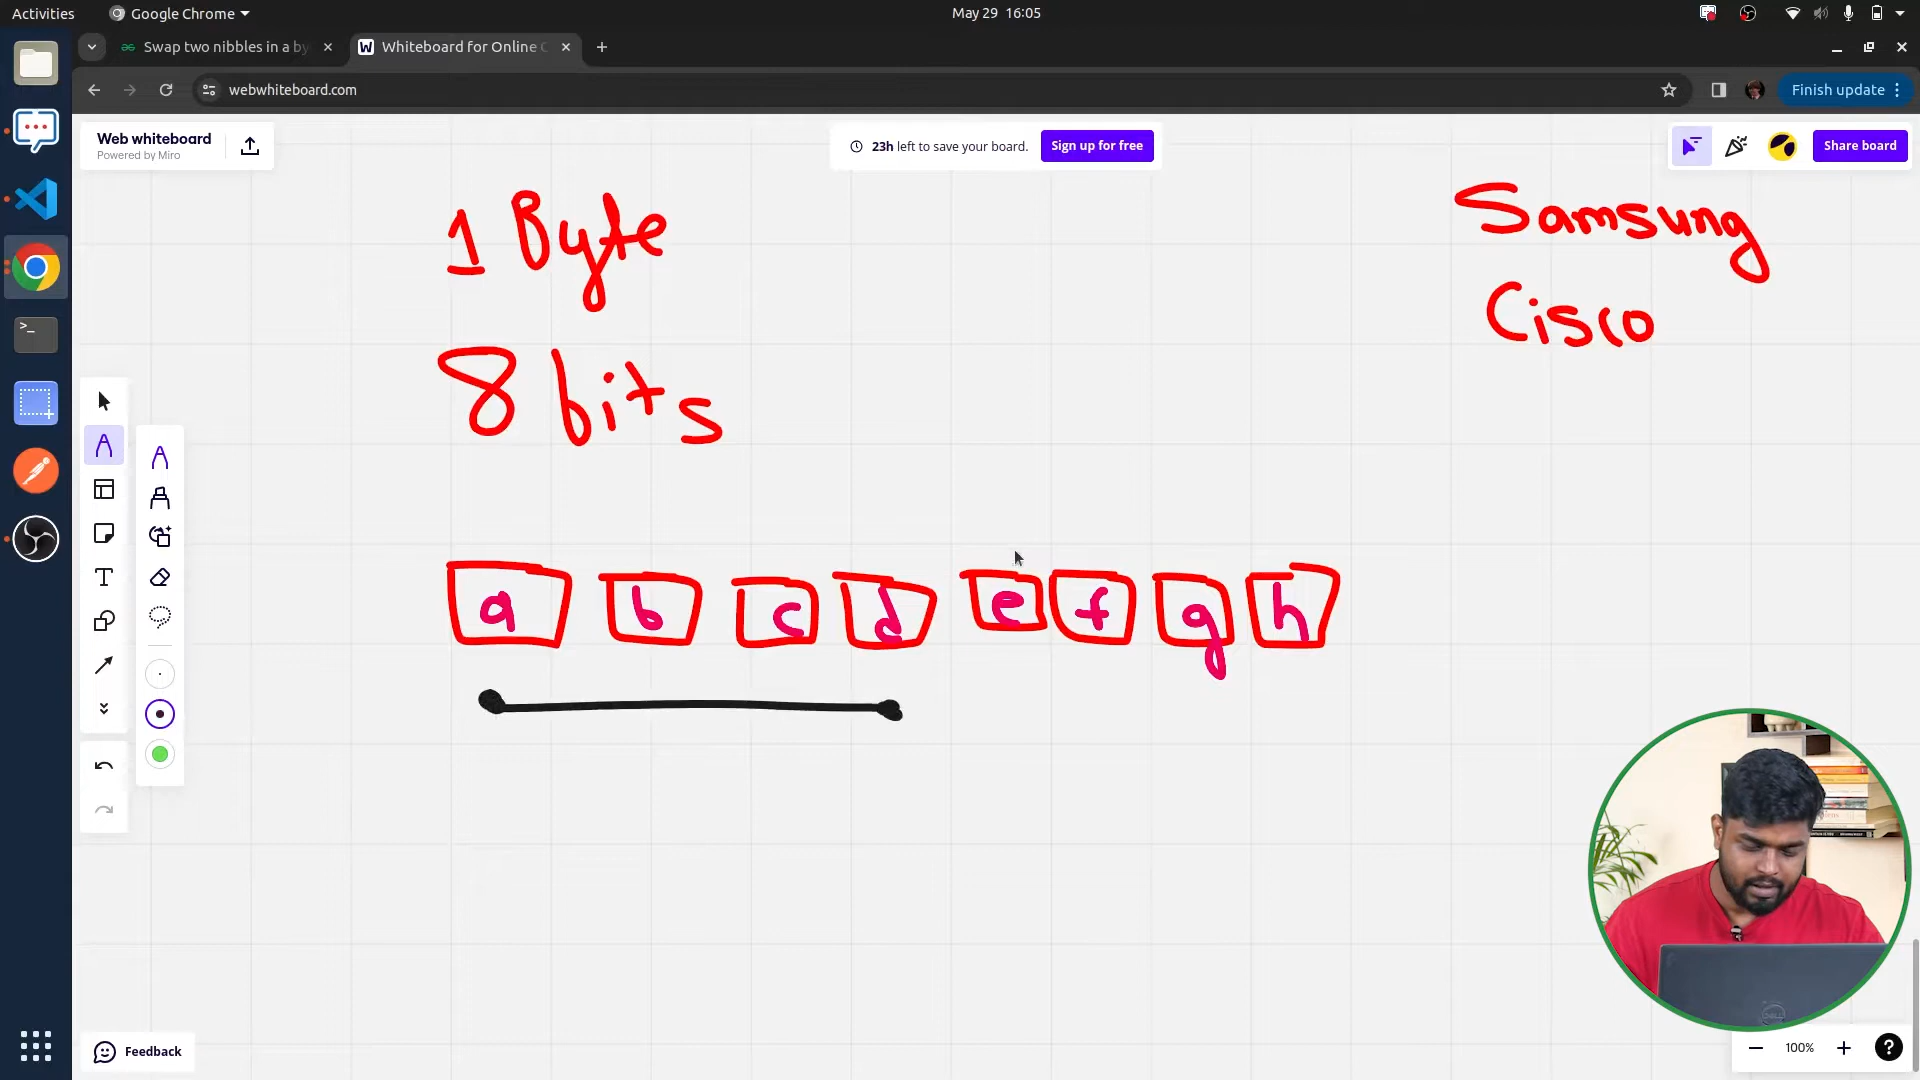 Activities
Google Chrome
May 29 16:05
Swap two nibbles in a by
Whiteboard for Online C
webwhiteboard.com
Finish update
Web whiteboard
Powered by Miro
23h left to save your board.
Sign up for free
Share board
1 Byte
Samsung
Cisco
8 bits
a b c d e f g h
Feedback
100%